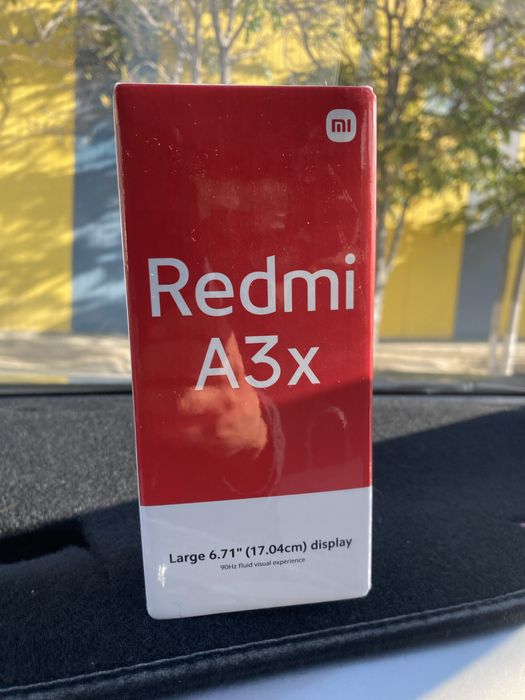 mi
Redmi
A3x
Large 6.71" (17.04cm) display
90Hz fluid visual experience